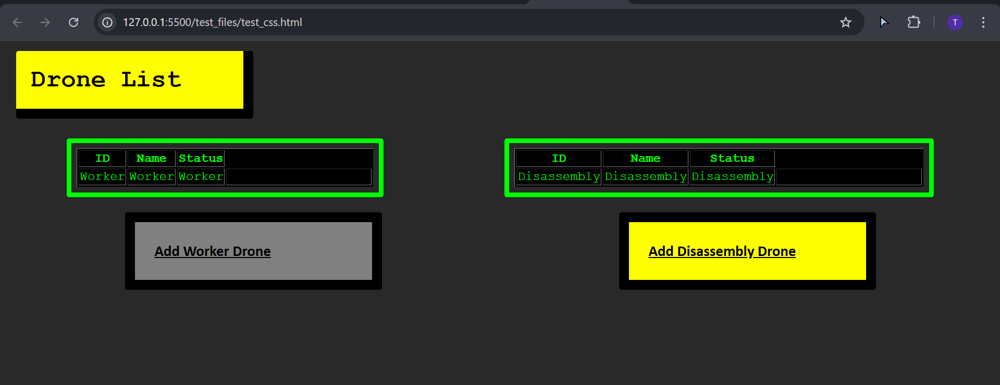 127.0.0.1:5500/test_files/test_css.html
T
Drone List
ID Name Status
Worker Worker Worker
ID Name Status
Disassembly Disassembly Disassembly
Add Worker Drone
Add Disassembly Drone